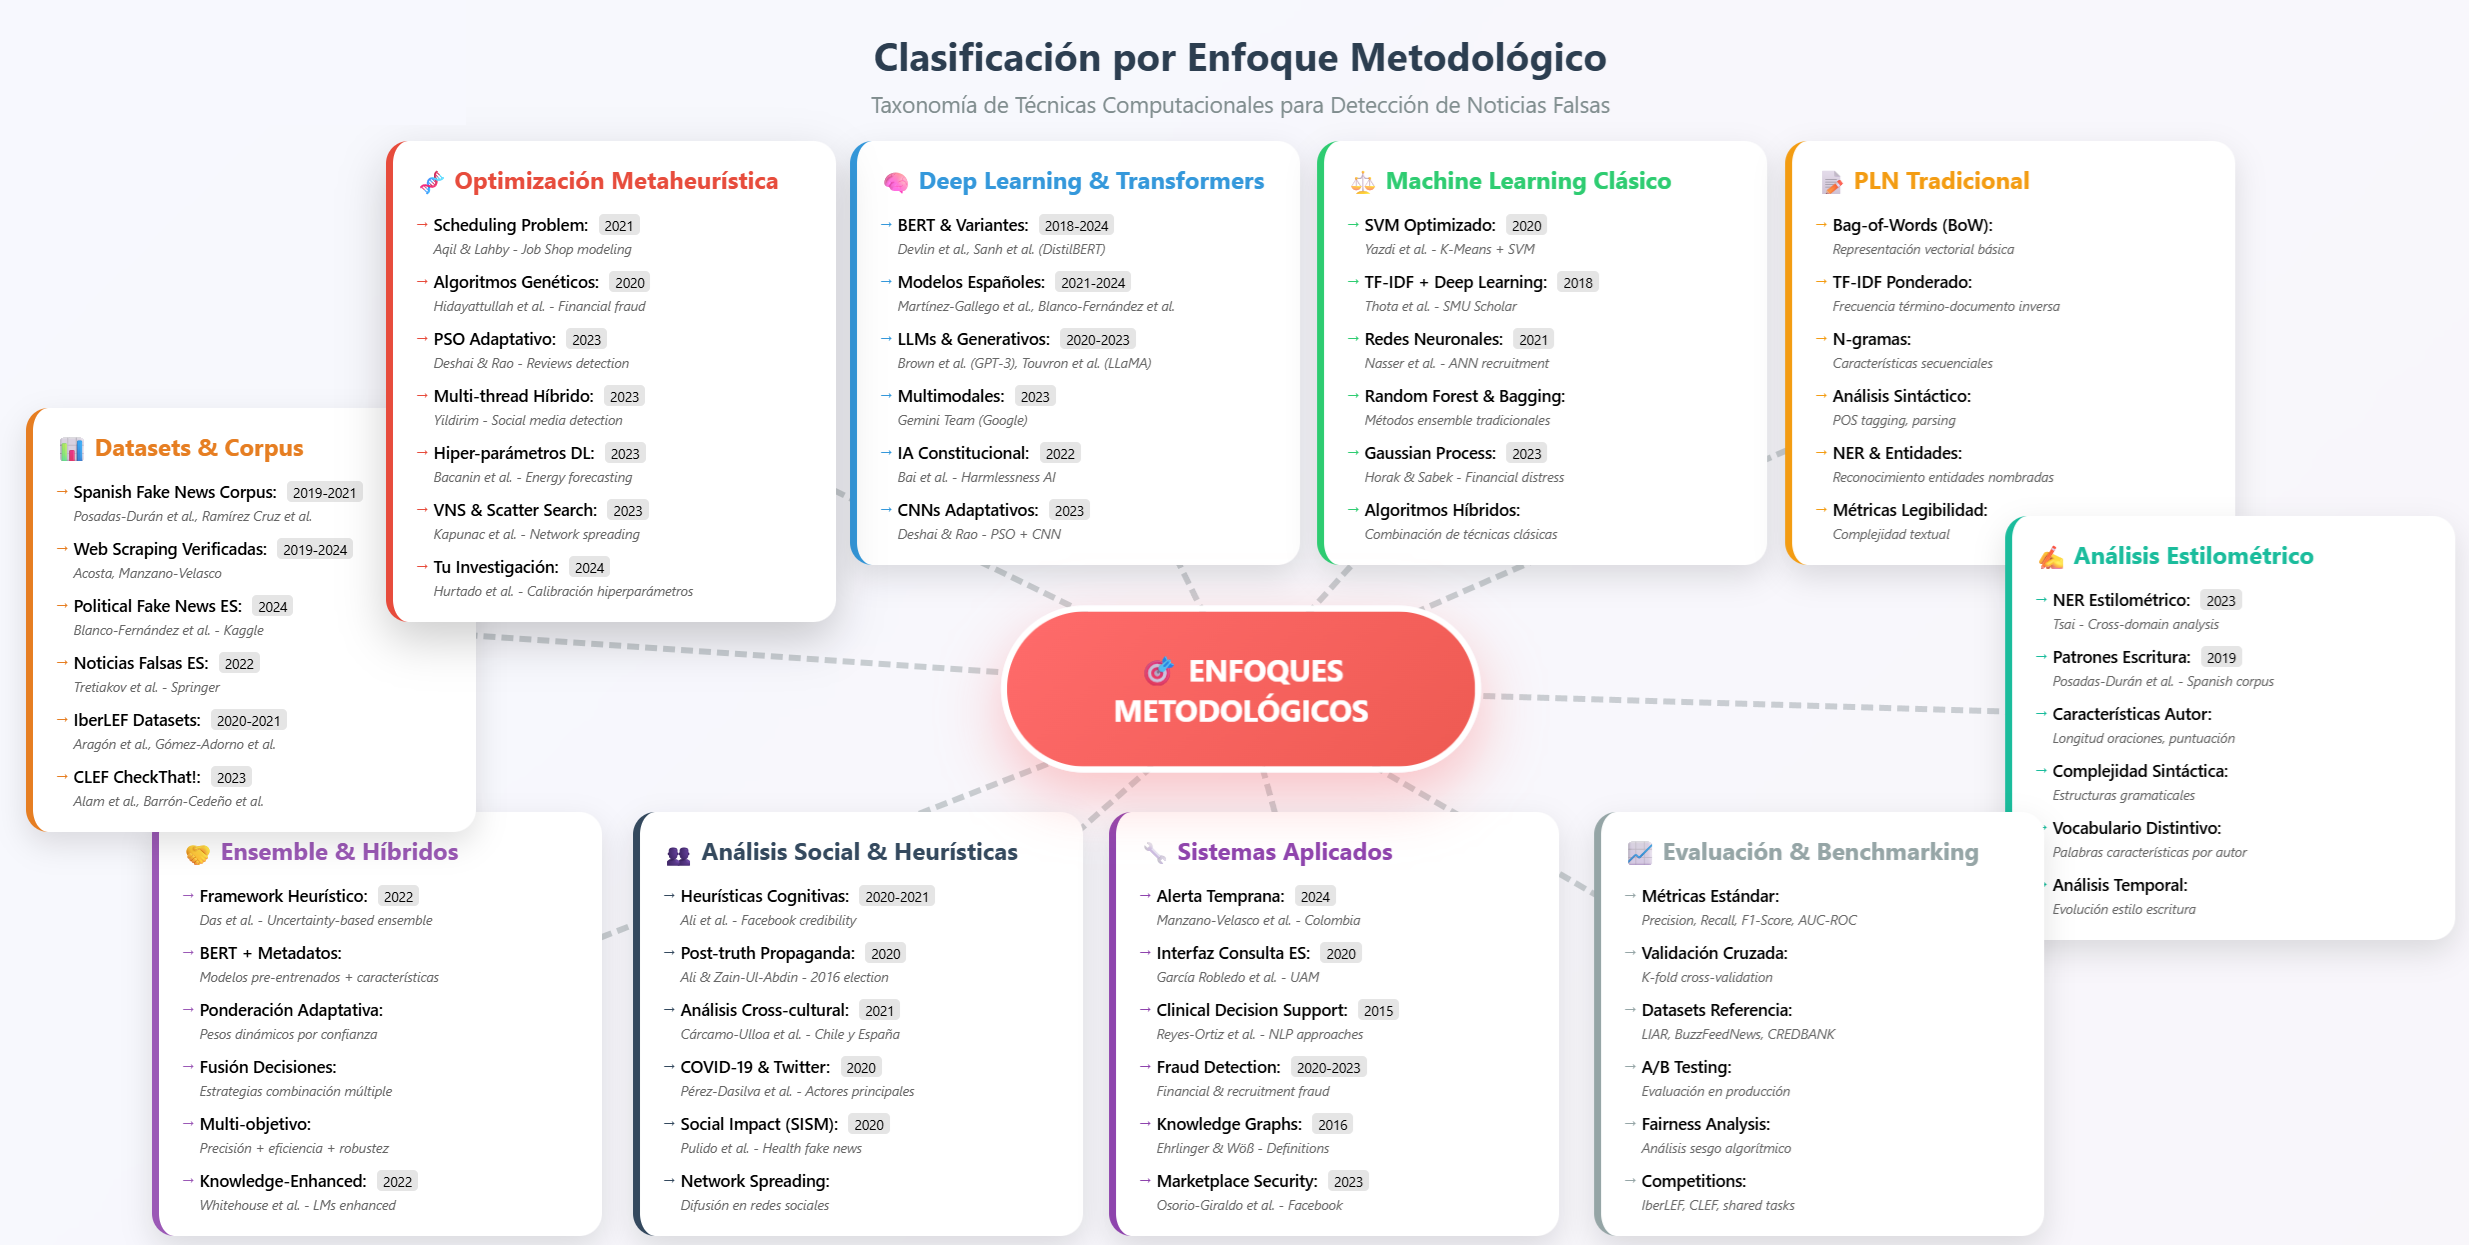 Clasificación por Enfoque Metodológico
Taxonomía de Técnicas Computacionales para Detección de Noticias Falsas
Optimización Metaheurística
→ Scheduling Problem: 2021
Aqil & Lahby - Job Shop modeling
→ Algoritmos Genéticos: 2020
Hidayattullah et al. - Financial fraud
→ PSO Adaptativo: 2023
Deshai & Rao - Reviews detection
→ Multi-thread Híbrido: 2023
Yildirim - Social media detection
→ Hiper-parámetros DL: 2023
Bacanin et al. - Energy forecasting
→ VNS & Scatter Search: 2023
Kapunac et al. - Network spreading
→ Tu Investigación: 2024
Hurtado et al. - Calibración hiperparámetros
Deep Learning & Transformers
→ BERT & Variantes: 2018-2024
Devlin et al., Sanh et al. (DistilBERT)
→ Modelos Españoles: 2021-2024
Martínez-Gallego et al., Blanco-Fernández et al.
→ LLMs & Generativos: 2020-2023
Brown et al. (GPT-3), Touvron et al. (LLaMA)
→ Multimodales: 2023
Gemini Team (Google)
→ IA Constitucional: 2022
Bai et al. - Harmlessness AI
→ CNNs Adaptativos: 2023
Deshai & Rao - PSO + CNN
Machine Learning Clásico
→ SVM Optimizado: 2020
Yazdi et al. - K-Means + SVM
→ TF-IDF + Deep Learning: 2018
Thota et al. - SMU Scholar
→ Redes Neuronales: 2021
Nasser et al. - ANN recruitment
→ Random Forest & Bagging:
Métodos ensemble tradicionales
→ Gaussian Process: 2023
Horak & Sabek - Financial distress
→ Algoritmos Híbridos:
Combinación de técnicas clásicas
PLN Tradicional
→ Bag-of-Words (BoW):
Representación vectorial básica
→ TF-IDF Ponderado:
Frecuencia término-documento inversa
→ N-gramas:
Características secuenciales
→ Análisis Sintáctico:
POS tagging, parsing
→ NER & Entidades:
Reconocimiento entidades nombradas
→ Métricas Legibilidad:
Complejidad textual
Datasets & Corpus
→ Spanish Fake News Corpus: 2019-2021
Posadas-Durán et al., Ramírez Cruz et al.
→ Web Scraping Verificadas: 2019-2024
Acosta, Manzano-Velasco
→ Political Fake News ES: 2024
Blanco-Fernández et al. - Kaggle
→ Noticias Falsas ES: 2022
Tretiakov et al. - Springer
→ IberLEF Datasets: 2020-2021
Aragón et al., Gómez-Adorno et al.
→ CLEF CheckThat!: 2023
Alam et al., Barrón-Cedeño et al.
ENFOQUES
METODOLÓGICOS
Análisis Estilométrico
→ NER Estilométrico: 2023
Tsai - Cross-domain analysis
→ Patrones Escritura: 2019
Posadas-Durán et al. - Spanish corpus
→ Características Autor:
Longitud oraciones, puntuación
→ Complejidad Sintáctica:
Estructuras gramaticales
Vocabulario Distintivo:
Palabras características por autor
Análisis Temporal:
Evolución estilo escritura
Ensemble & Híbridos
→ Framework Heurístico: 2022
Das et al. - Uncertainty-based ensemble
→ BERT + Metadatos:
Modelos pre-entrenados + características
→ Ponderación Adaptativa:
Pesos dinámicos por confianza
→ Fusión Decisiones:
Estrategias combinación múltiple
→ Multi-objetivo:
Precisión + eficiencia + robustez
→ Knowledge-Enhanced: 2022
Whitehouse et al. - LMs enhanced
Análisis Social & Heurísticas
→ Heurísticas Cognitivas: 2020-2021
Ali et al. - Facebook credibility
→ Post-truth Propaganda: 2020
Ali & Zain-Ul-Abdin - 2016 election
→ Análisis Cross-cultural: 2021
Cárcamo-Ulloa et al. - Chile y España
→ COVID-19 & Twitter: 2020
Pérez-Dasilva et al. - Actores principales
→ Social Impact (SISM): 2020
Pulido et al. - Health fake news
→ Network Spreading:
Difusión en redes sociales
Sistemas Aplicados
→ Alerta Temprana: 2024
Manzano-Velasco et al. - Colombia
→ Interfaz Consulta ES: 2020
García Robledo et al. - UAM
→ Clinical Decision Support: 2015
Reyes-Ortiz et al. - NLP approaches
→ Fraud Detection: 2020-2023
Financial & recruitment fraud
→ Knowledge Graphs: 2016
Ehrlinger & Wöß - Definitions
→ Marketplace Security: 2023
Osorio-Giraldo et al. - Facebook
Evaluación & Benchmarking
→ Métricas Estándar:
Precision, Recall, F1-Score, AUC-ROC
→ Validación Cruzada:
K-fold cross-validation
→ Datasets Referencia:
LIAR, BuzzFeedNews, CREDBANK
→ A/B Testing:
Evaluación en producción
→ Fairness Analysis:
Análisis sesgo algorítmico
→ Competitions:
IberLEF, CLEF, shared tasks